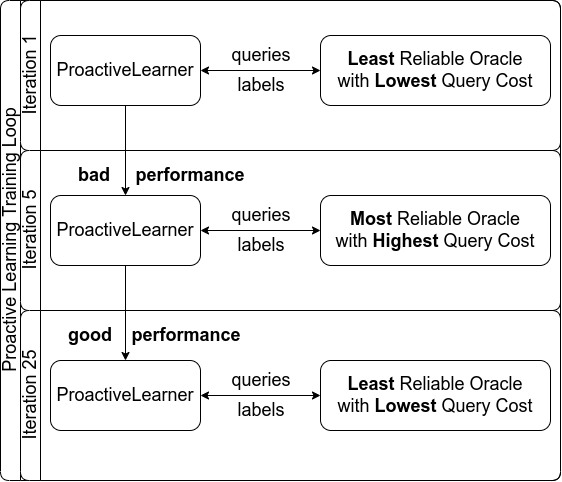 Proactive Learning Training Loop
Iteration 1
ProactiveLearner
queries
labels
Least Reliable Oracle
with Lowest Query Cost
bad performance
Iteration 5
ProactiveLearner
queries
labels
Most Reliable Oracle
with Highest Query Cost
good performance
Iteration 25
ProactiveLearner
queries
labels
Least Reliable Oracle
with Lowest Query Cost